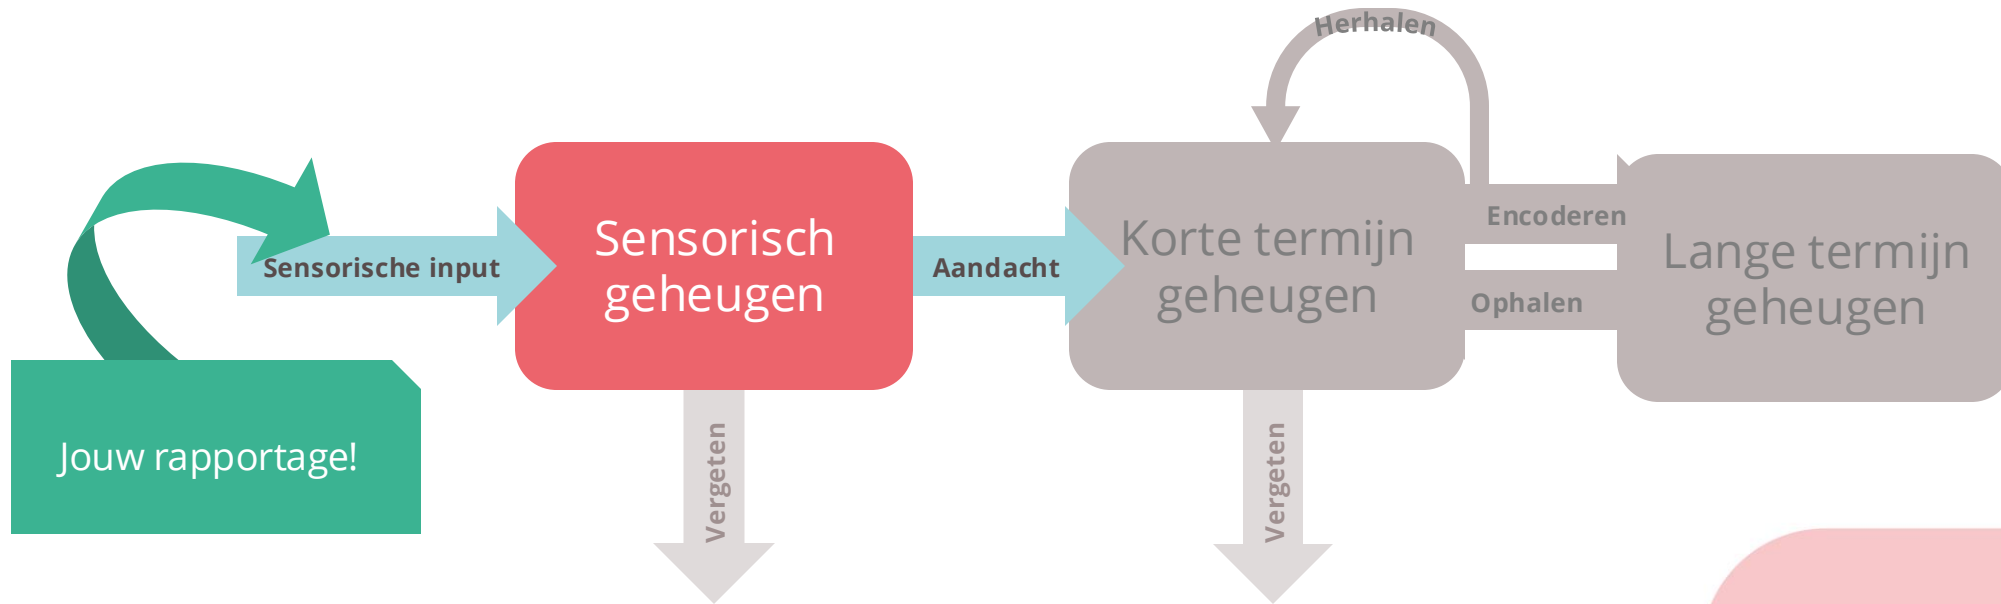 Herhalen
Sensorische input
Sensorisch
geheugen
Aandacht
Korte termijn
geheugen
Encoderen
Ophalen
Lange termijn
geheugen
Jouw rapportage!
Vergeten
Vergeten